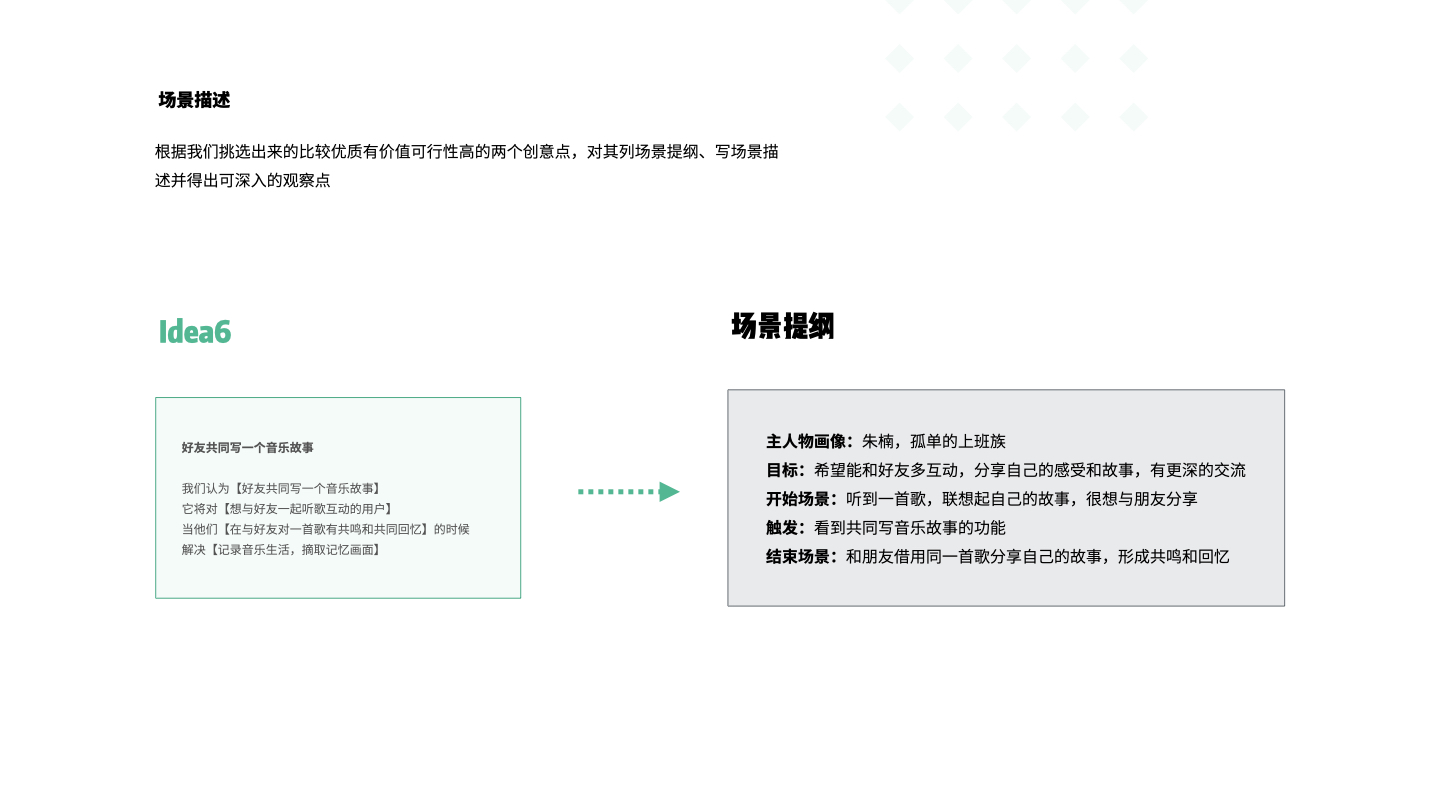 场景描述
根据我们挑选出来的比较优质有价值可行性高的两个创意点，对其列场景提纲、写场景描
述并得出可深入的观察点
Idea6
好友共同写一个音乐故事
我们认为【好友共同写一个音乐故事】
它将对【想与好友一起听歌互动的用户】
当他们【在与好友对一首歌有共鸣和共同回忆】的时候
解决【记录音乐生活，摘取记忆画面】
场景提纲
主人物画像：朱楠，孤单的上班族
目标：希望能和好友多互动，分享自己的感受和故事，有更深的交流
开始场景：听到一首歌，联想起自己的故事，很想与朋友分享
触发：看到共同写音乐故事的功能
结束场景：和朋友借用同一首歌分享自己的故事，形成共鸣和回忆